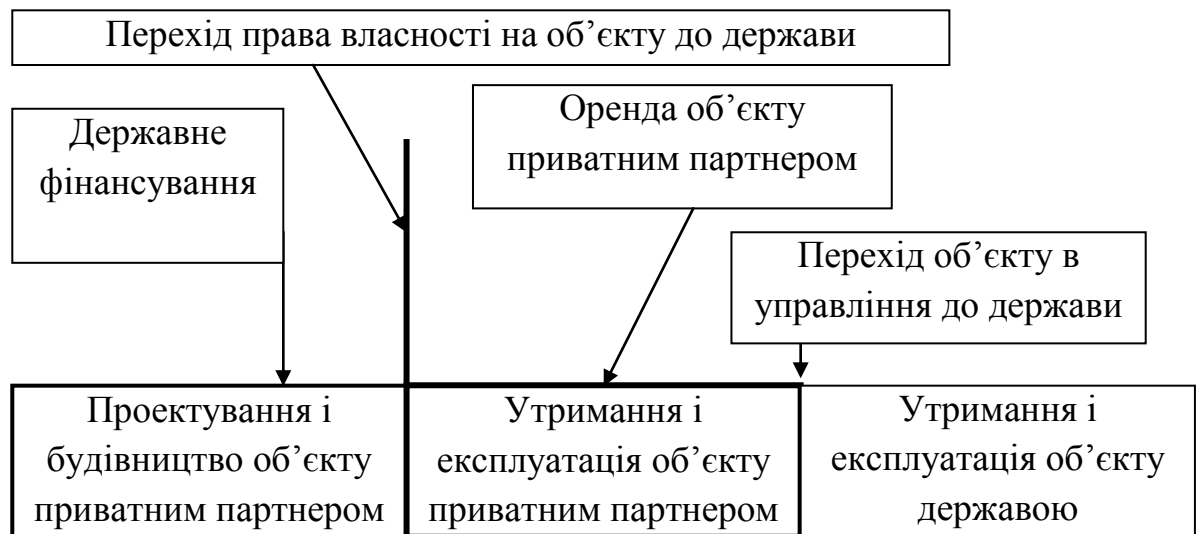 Перехід права власності на об’єкту до держави
Державне
фінансування
Оренда об’єкту
приватним партнером
Перехід об’єкту в
управління до держави
Проектування і
будівництво об’єкту
приватним партнером
Утримання і
експлуатація об’єкту
приватним партнером
Утримання і
експлуатація об’єкту
державою